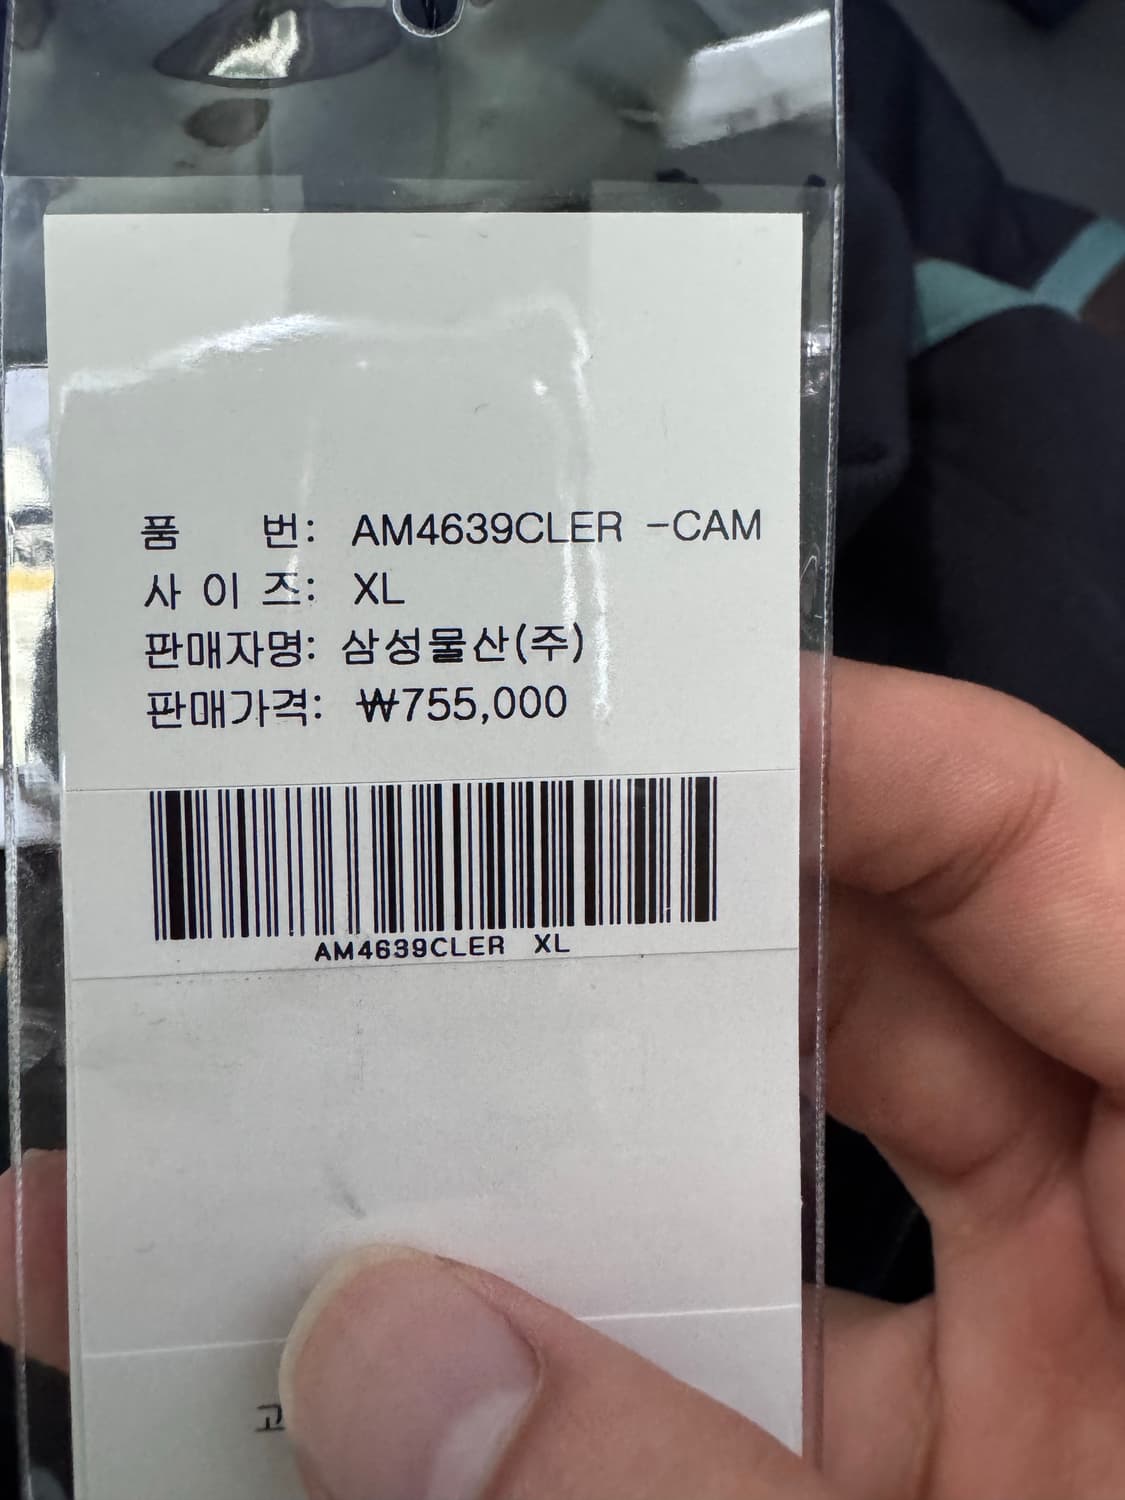 품 번: AM4639CLER -CAM
사 이 즈: XL
판매자명: 삼성물산(주)
판매가격: ₩755,000
AM4639CLER XL
고